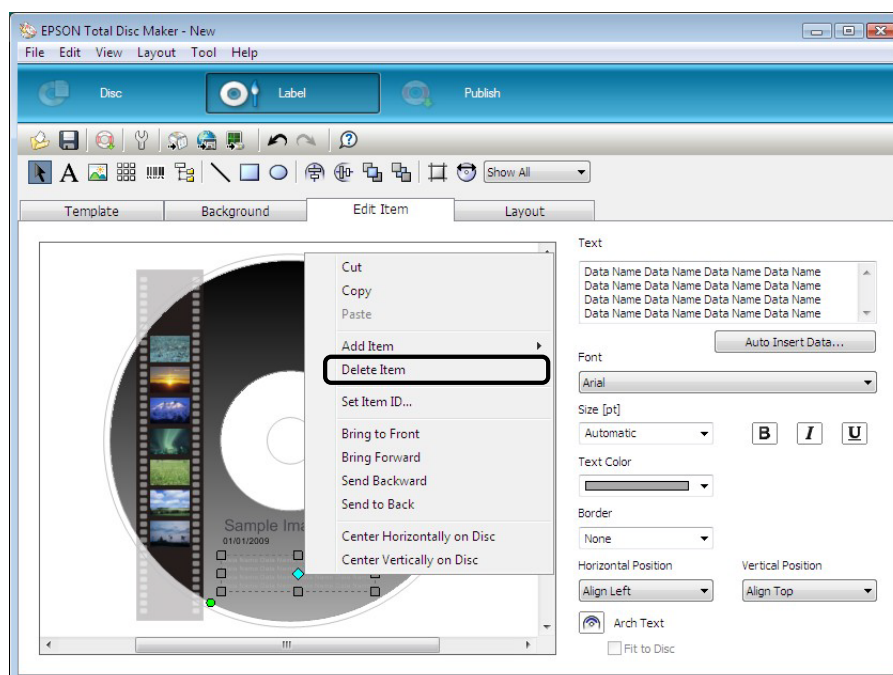 EPSON Total Disc Maker - New
File Edit View Layout Tool Help
Disc Label Publish
A Show All
Template Background Edit Item Layout
Cut
Copy
Paste
Add Item
Delete Item
Set Item ID...
Bring to Front
Bring Forward
Send Backward
Send to Back
Center Horizontally on Disc
Center Vertically on Disc
Sample Ima
01/01/2009
Text
Data Name Data Name Data Name Data Name
Data Name Data Name Data Name Data Name
Data Name Data Name Data Name Data Name
Data Name Data Name Data Name Data Name
Auto Insert Data...
Font
Arial
Size [pt]
Automatic B I U
Text Color
Border
None
Horizontal Position Vertical Position
Align Left Align Top
Arch Text
Fit to Disc